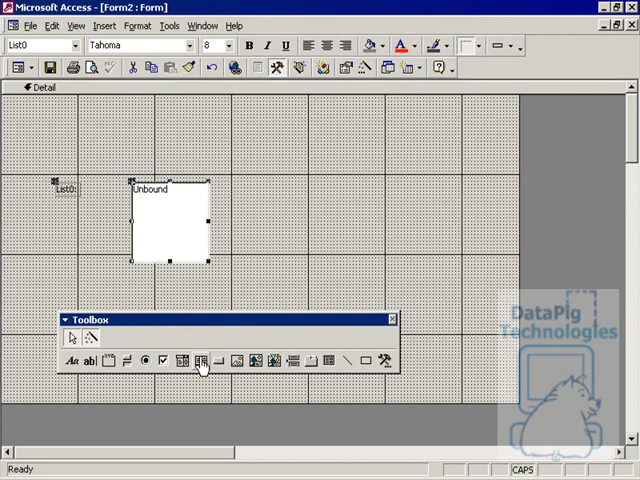 Microsoft Access - [Form2 : Form]
File Edit View Insert Format Tools Window Help
List0 Tahoma 8 B I U A
Detail
List0:
Unbound
Toolbox
Aa ab|
DataPig
Technologies
Ready
CAPS